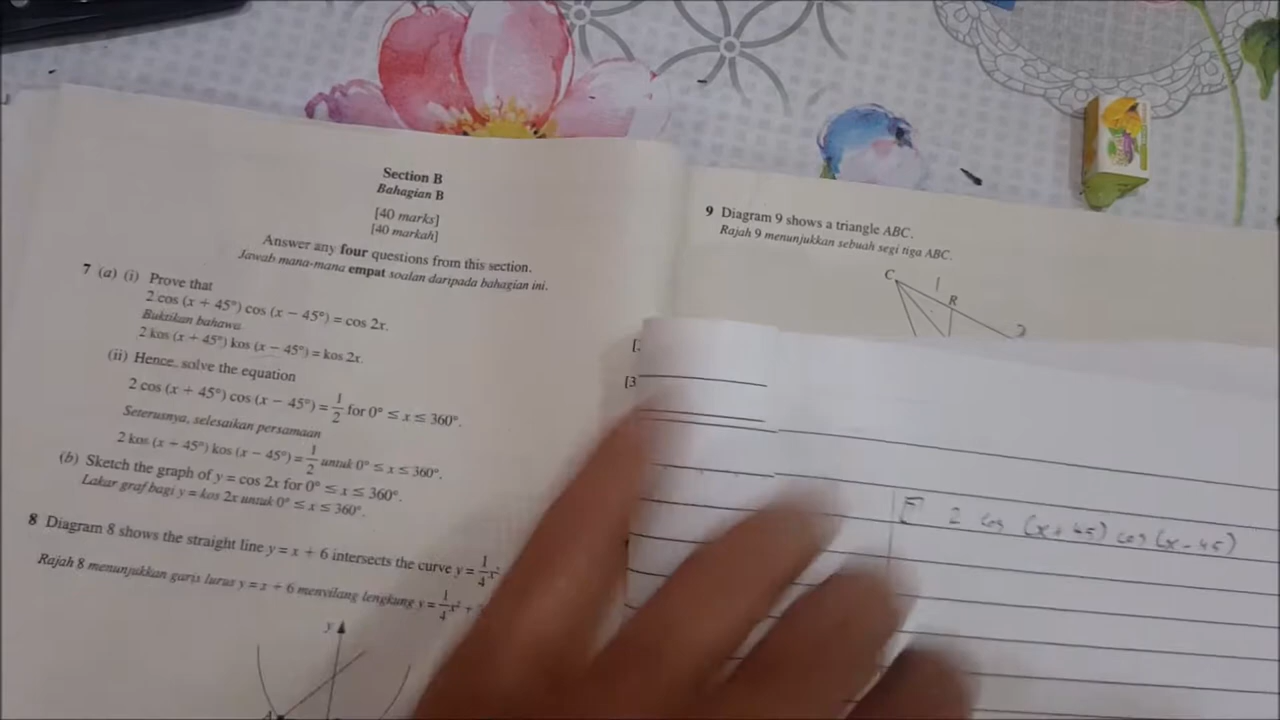 Section B
Bahagian B
[40 marks]
[40 markah]
Answer any four questions from this section.
Jawab mana-mana empat soalan daripada bahagian ini.
7 (a) (i) Prove that
2 cos (x + 45°) cos (x − 45°) = cos 2x.
Buktikan bahawa
2 kos (x + 45°) kos (x − 45°) = kos 2x.
(ii) Hence, solve the equation
2 cos (x + 45°) cos (x − 45°) = 1/2 for 0° ≤ x ≤ 360°.
Seterusnya, selesaikan persamaan
2 kos (x + 45°) kos (x − 45°) = 1/2 untuk 0° ≤ x ≤ 360°.
(b) Sketch the graph of y = cos 2x for 0° ≤ x ≤ 360°.
Lakar graf bagi y = kos 2x untuk 0° ≤ x ≤ 360°.
8 Diagram 8 shows the straight line y = x + 6 intersects the curve y = 1/4 x²
Rajah 8 menunjukkan garis lurus y = x + 6 menyilang lengkung y = 1/4 x² +
y
A
9 Diagram 9 shows a triangle ABC.
Rajah 9 menunjukkan sebuah segi tiga ABC.
C
R
[3
2 cos (x + 45) cos (x - 45)